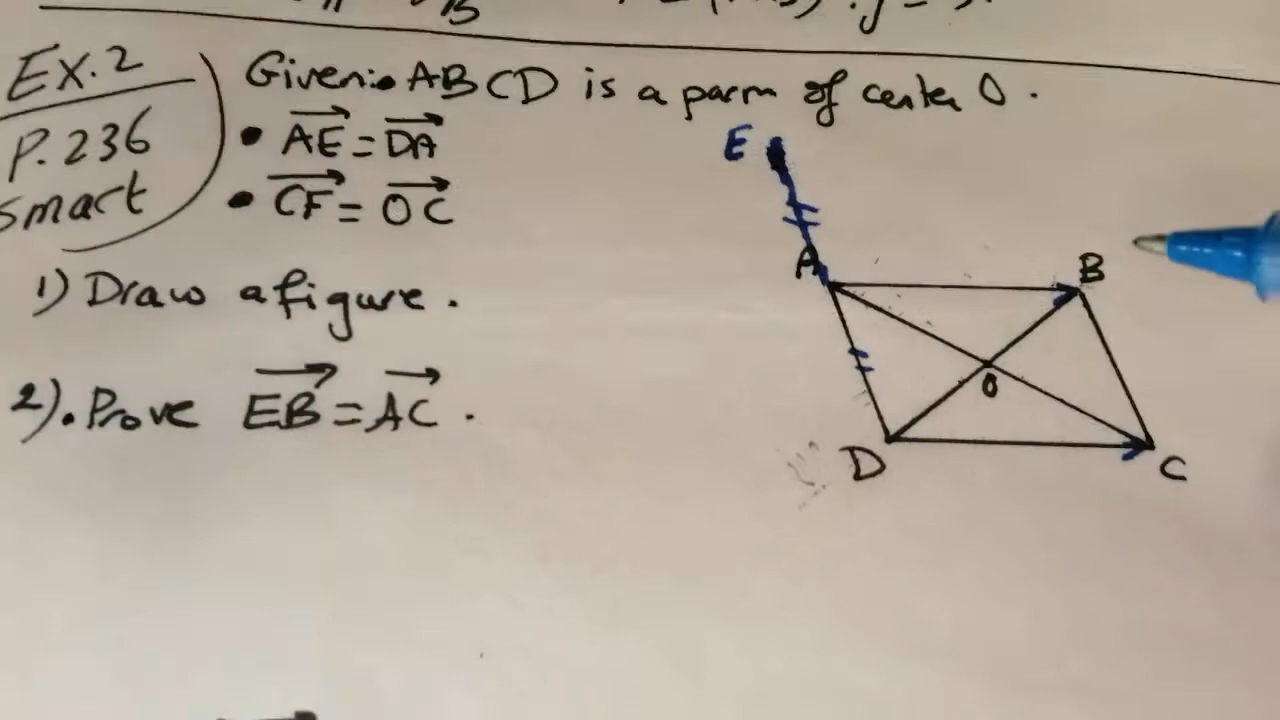 Ex.2
P.236
Smart
Given: ABCD is a parm of center O.
• AE = DA
• CF = OC
1) Draw a figure.
2). Prove EB = AC.
E
A
B
O
D
C